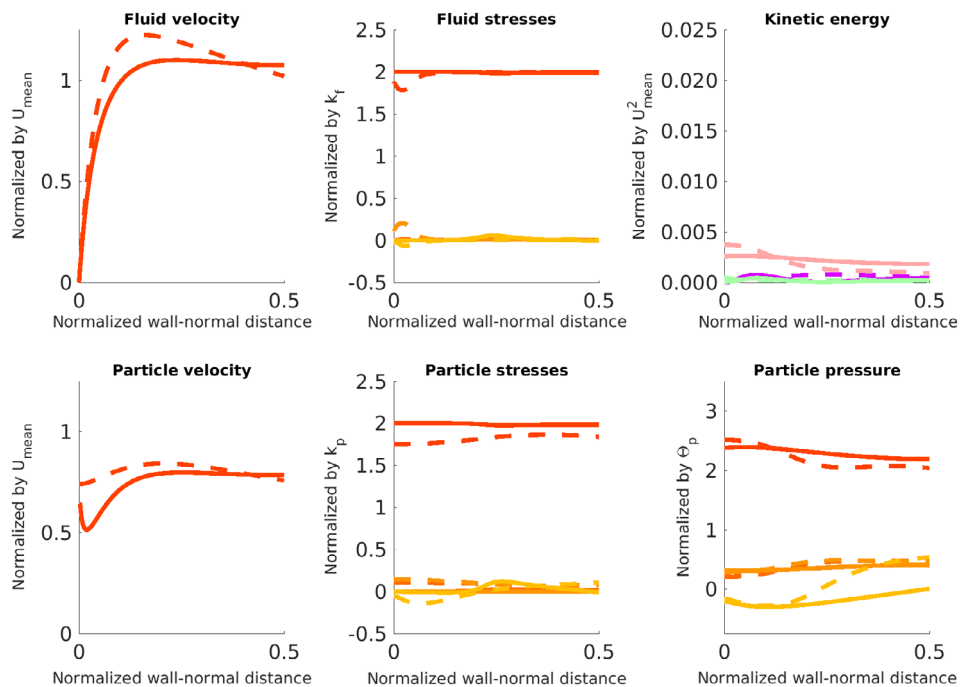 Fluid velocity
Normalized by U_mean
1
0
0
0.5
Normalized wall-normal distance
Fluid stresses
Normalized by k_f
2.5
2
1
0
-0.5
0
0.5
Normalized wall-normal distance
Kinetic energy
Normalized by U²_mean
0.025
0.020
0.015
0.010
0.005
0.000
0
0.5
Normalized wall-normal distance
Particle velocity
Normalized by U_mean
1
0.5
0
0
0.5
Normalized wall-normal distance
Particle stresses
Normalized by k_p
2.5
2
1
0
-0.5
0
0.5
Normalized wall-normal distance
Particle pressure
Normalized by Θ_p
3
2
1
0
0
0.5
Normalized wall-normal distance